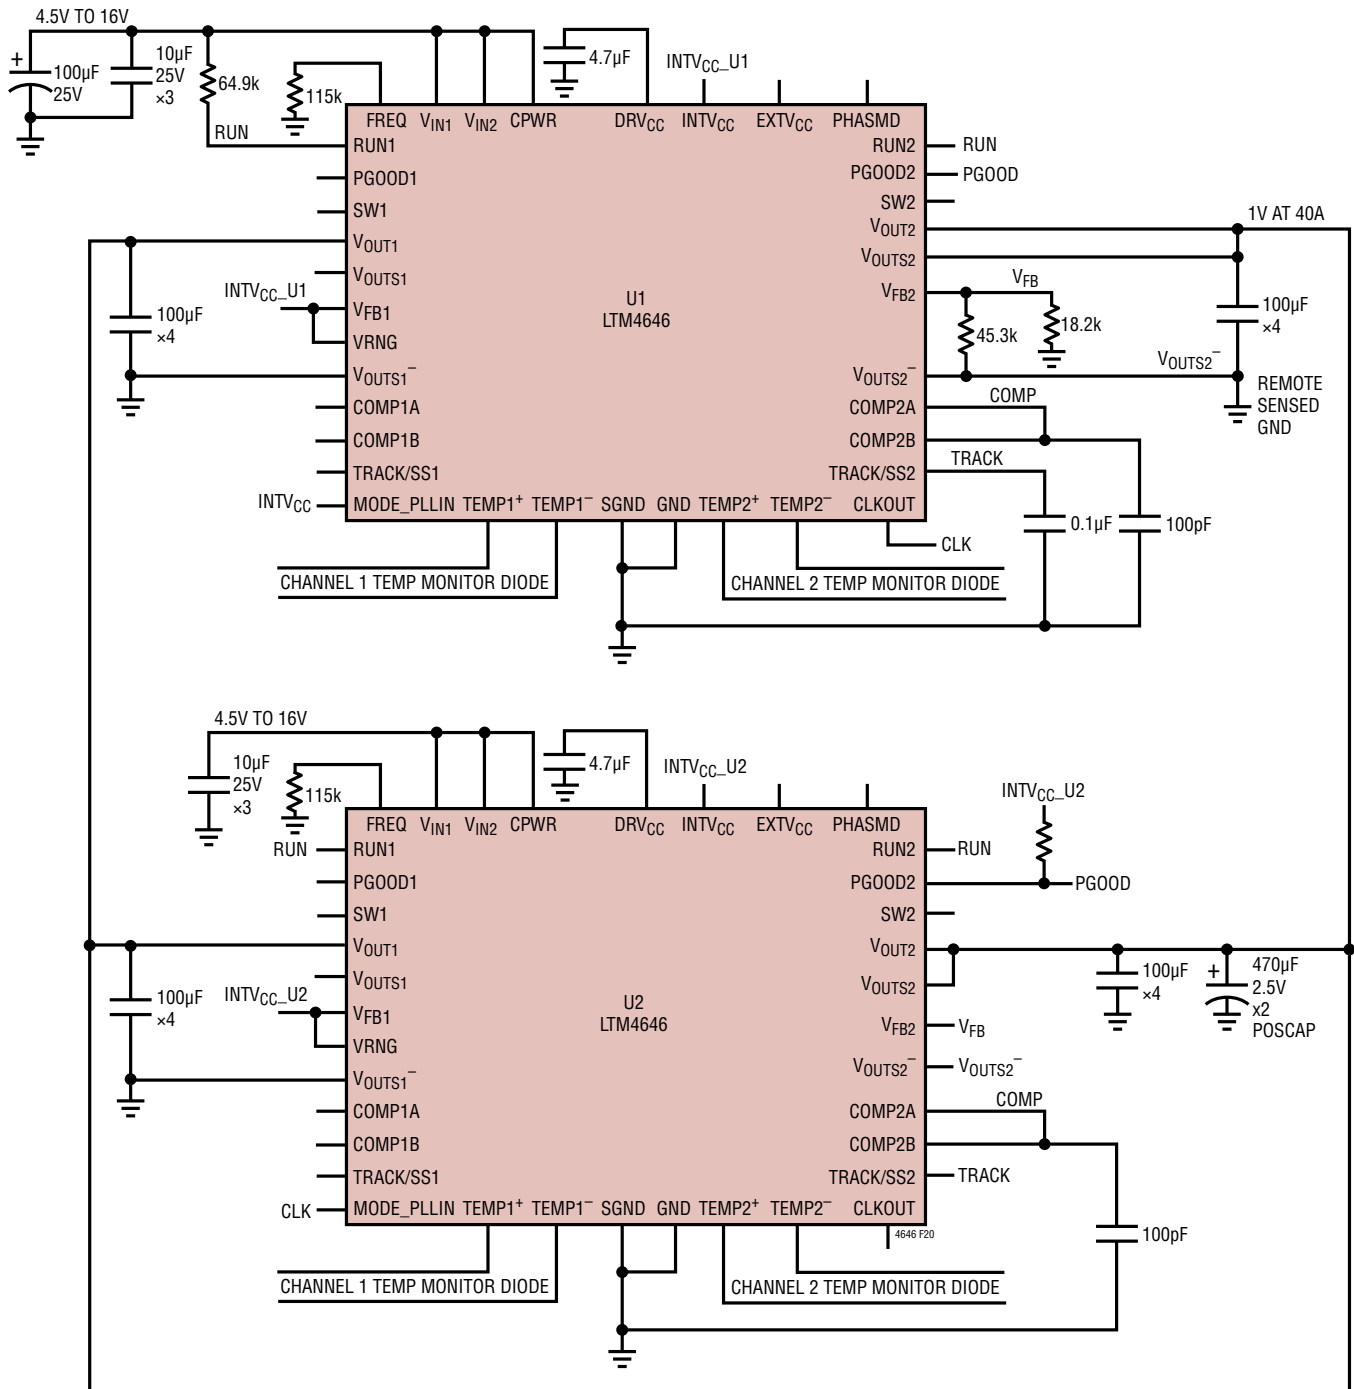 4.5V TO 16V
+
100µF
25V
10µF
25V
×3
64.9k
RUN
115k
4.7µF
INTVCC_U1
FREQ VIN1 VIN2 CPWR DRVCC INTVCC EXTVCC PHASMD
RUN1
PGOOD1
SW1
VOUT1
VOUTS1
INTVCC_U1
VFB1
VRNG
100µF
×4
VOUTS1–
COMP1A
COMP1B
TRACK/SS1
INTVCC
MODE_PLLIN TEMP1+ TEMP1– SGND GND TEMP2+ TEMP2– CLKOUT
U1
LTM4646
RUN2
RUN
PGOOD2
PGOOD
SW2
VOUT2
1V AT 40A
VOUTS2
VFB2
VFB
45.3k
18.2k
100µF
×4
VOUTS2–
VOUTS2–
REMOTE
SENSED
GND
COMP2A
COMP
COMP2B
TRACK/SS2
TRACK
0.1µF
100pF
CLK
CHANNEL 1 TEMP MONITOR DIODE
CHANNEL 2 TEMP MONITOR DIODE
4.5V TO 16V
10µF
25V
×3
115k
4.7µF
INTVCC_U2
INTVCC_U2
FREQ VIN1 VIN2 CPWR DRVCC INTVCC EXTVCC PHASMD
RUN
RUN1
PGOOD1
SW1
VOUT1
VOUTS1
INTVCC_U2
VFB1
VRNG
100µF
×4
VOUTS1–
COMP1A
COMP1B
TRACK/SS1
CLK
MODE_PLLIN TEMP1+ TEMP1– SGND GND TEMP2+ TEMP2– CLKOUT
U2
LTM4646
RUN2
RUN
PGOOD2
PGOOD
SW2
VOUT2
VOUTS2
100µF
×4
+
470µF
2.5V
x2
POSCAP
VFB2
VFB
VOUTS2–
VOUTS2–
COMP2A
COMP
COMP2B
TRACK/SS2
TRACK
4646 F20
100pF
CHANNEL 1 TEMP MONITOR DIODE
CHANNEL 2 TEMP MONITOR DIODE